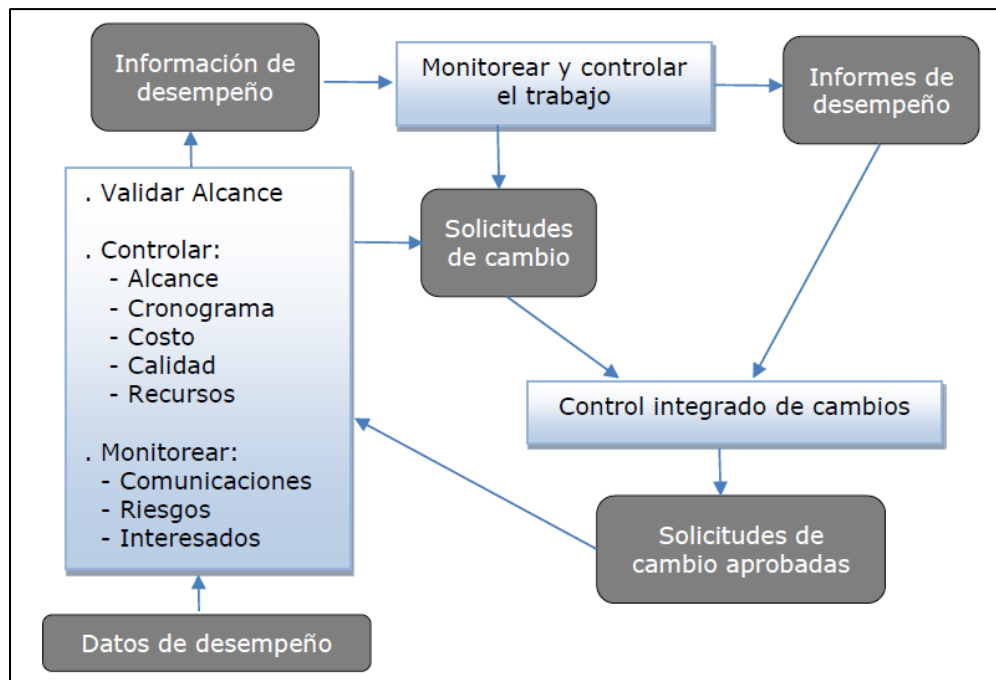 Información de
desempeño
Monitorear y controlar
el trabajo
Informes de
desempeño
. Validar Alcance
. Controlar:
- Alcance
- Cronograma
- Costo
- Calidad
- Recursos
. Monitorear:
- Comunicaciones
- Riesgos
- Interesados
Solicitudes
de cambio
Control integrado de cambios
Solicitudes de
cambio aprobadas
Datos de desempeño